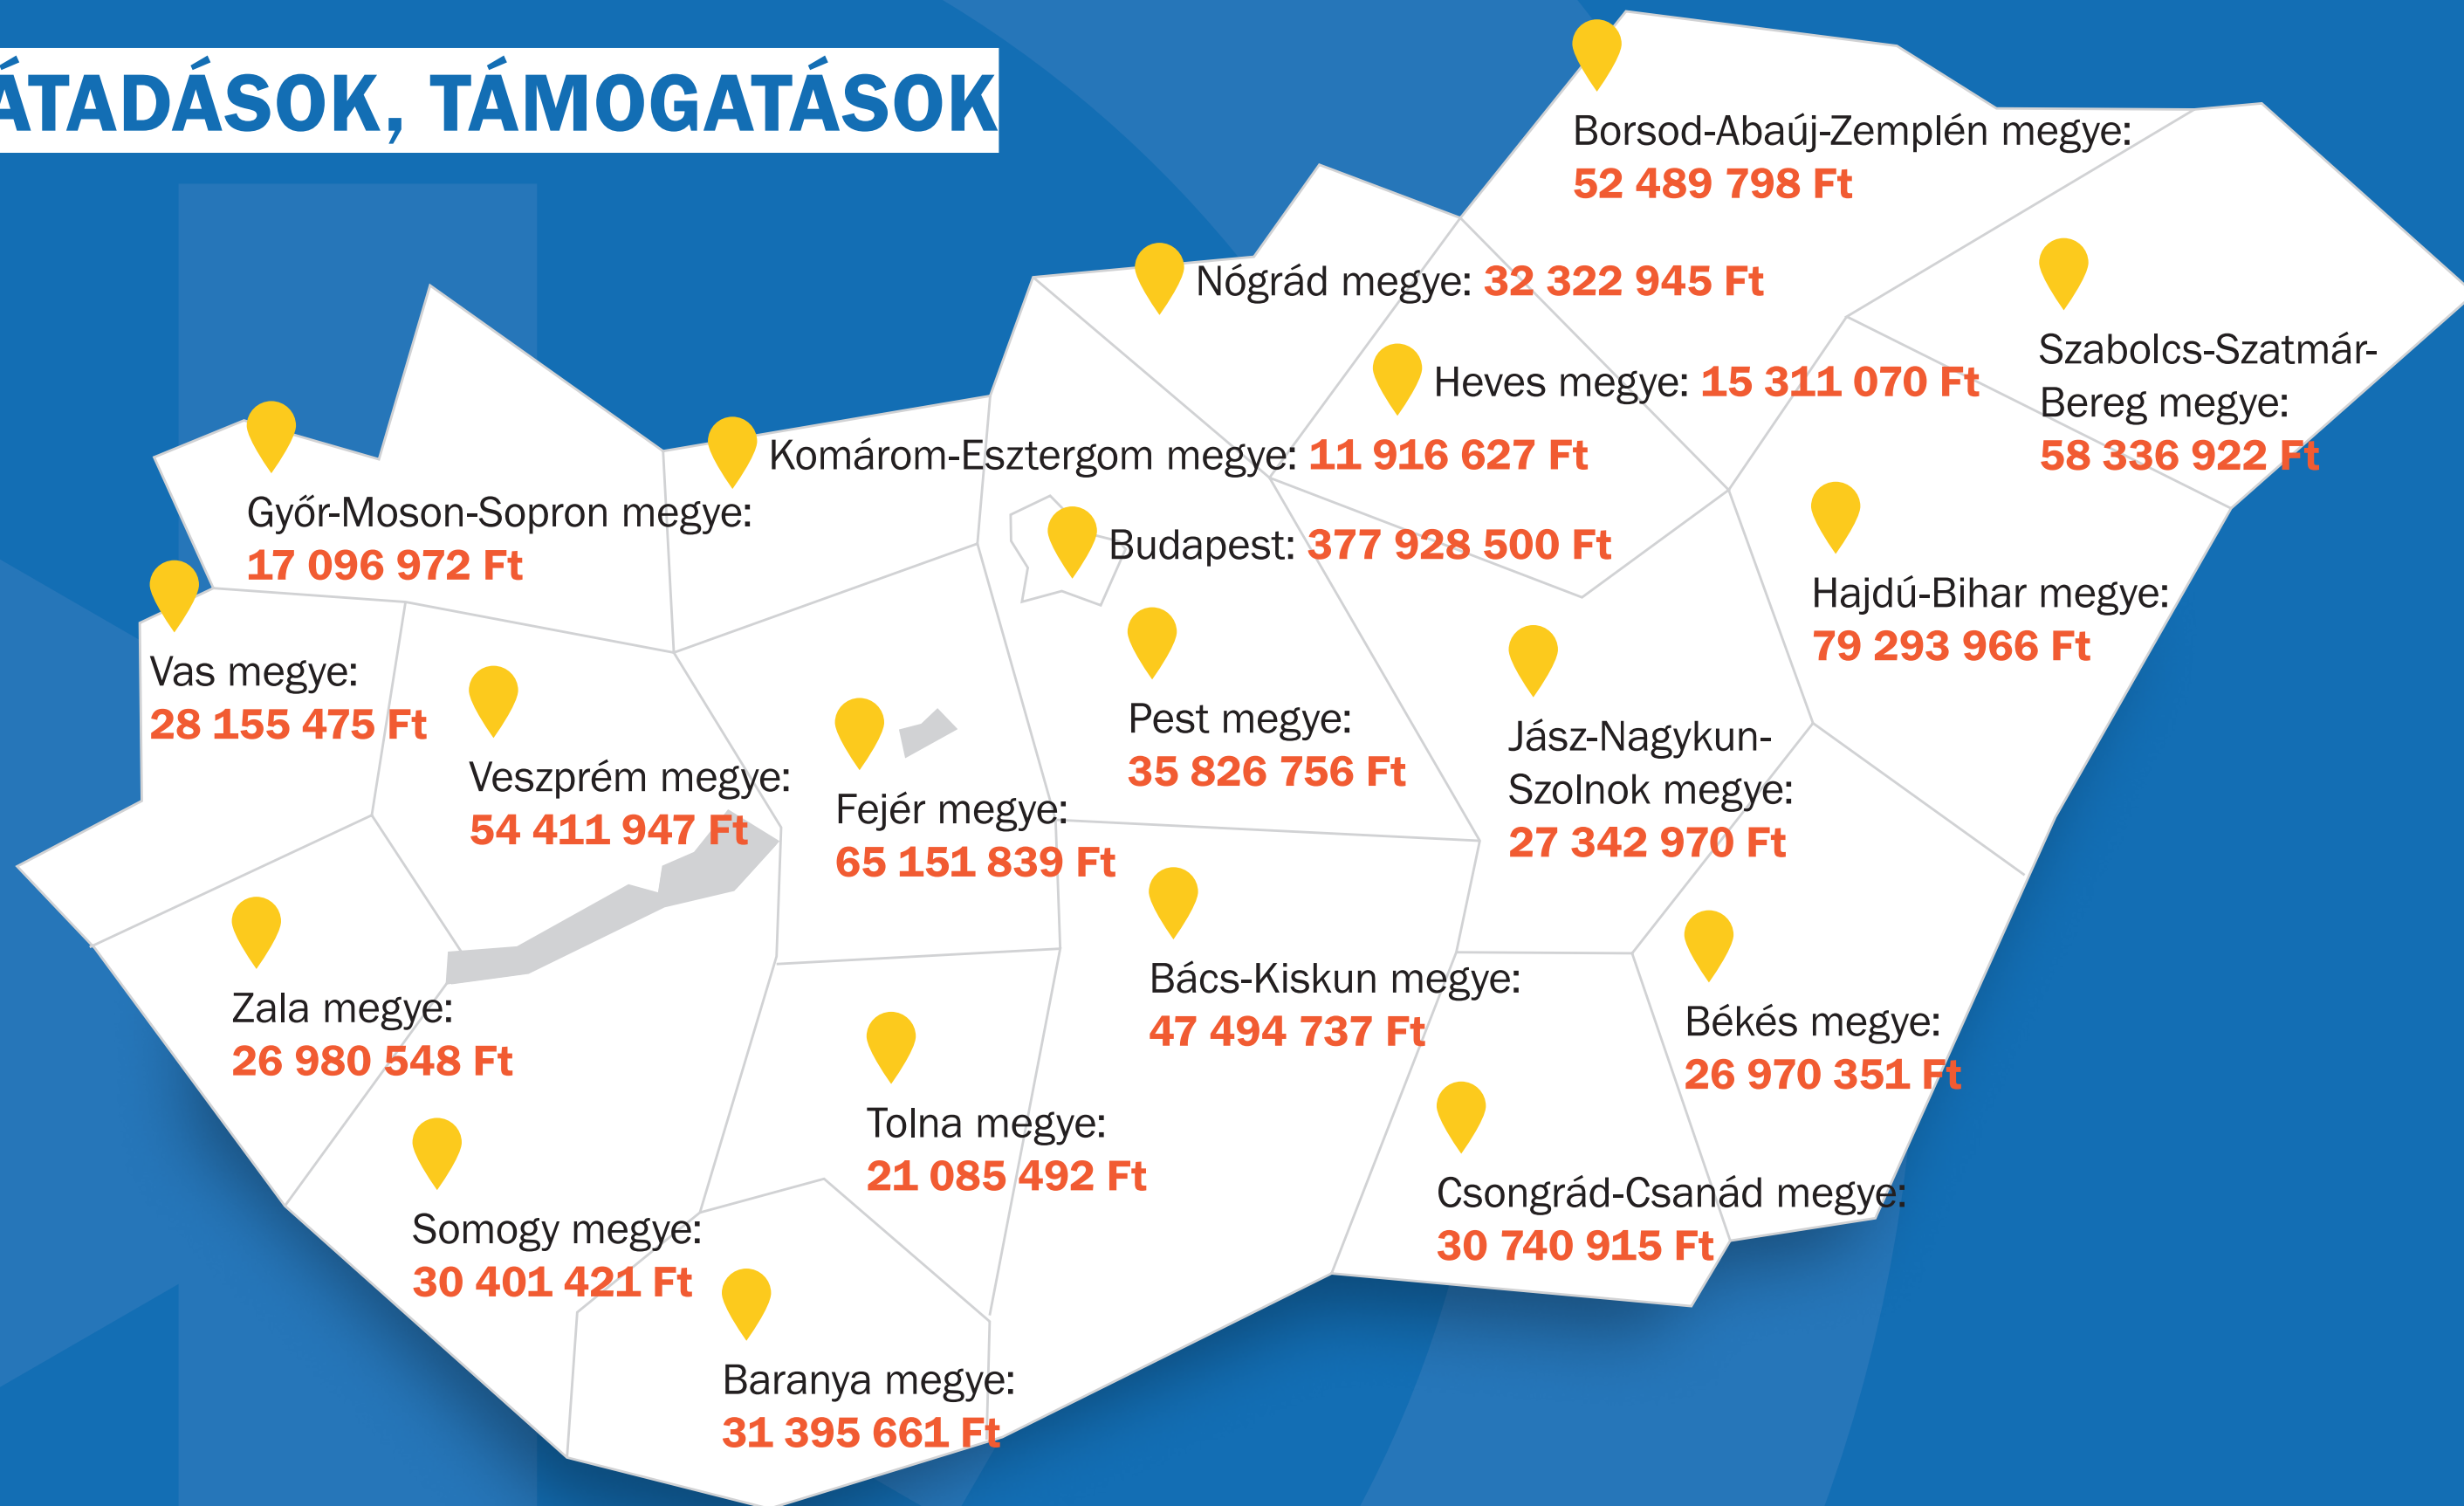 ÁTADÁSOK, TÁMOGATÁSOK
Borsod-Abaúj-Zemplén megye:
52 489 798 Ft
Nógrád megye: 32 322 945 Ft
Szabolcs-Szatmár-
Bereg megye:
58 336 922 Ft
Heves megye: 15 311 070 Ft
Komárom-Esztergom megye: 11 916 627 Ft
Győr-Moson-Sopron megye:
17 096 972 Ft
Budapest: 377 928 500 Ft
Hajdú-Bihar megye:
79 293 966 Ft
Vas megye:
28 155 475 Ft
Veszprém megye:
54 411 947 Ft
Fejér megye:
65 151 839 Ft
Pest megye:
35 826 756 Ft
Jász-Nagykun-
Szolnok megye:
27 342 970 Ft
Zala megye:
26 980 548 Ft
Bács-Kiskun megye:
47 494 737 Ft
Békés megye:
26 970 351 Ft
Tolna megye:
21 085 492 Ft
Csongrád-Csanád megye:
30 740 915 Ft
Somogy megye:
30 401 421 Ft
Baranya megye:
31 395 661 Ft